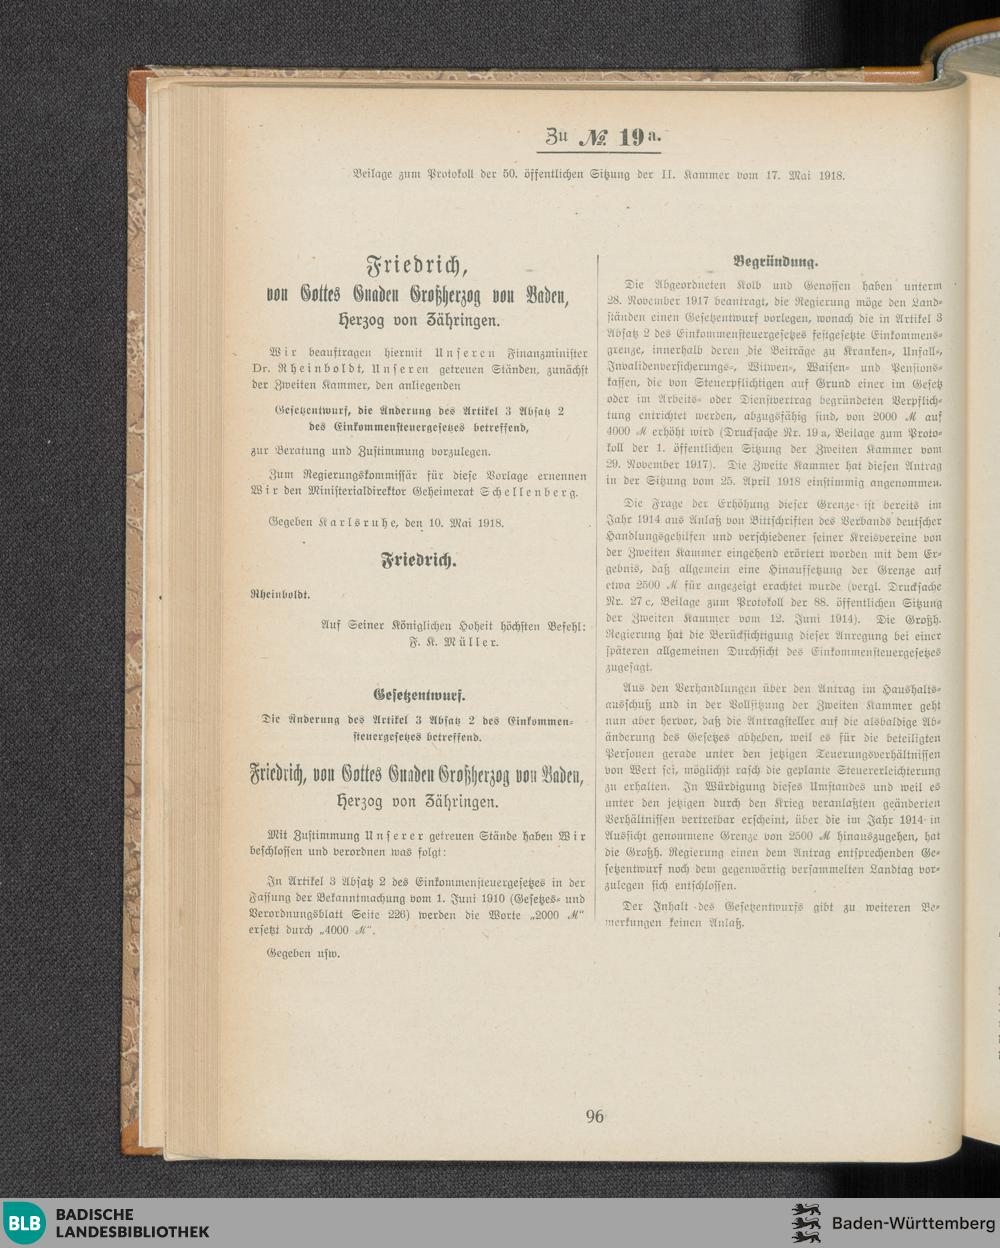 Zu № 19 a.
Beilage zum Protokoll der 50. öffentlichen Sitzung der II. Kammer vom 17. Mai 1918.
Friedrich,
von Gottes Gnaden Großherzog von Baden,
Herzog von Zähringen.
Wir beauftragen hiermit Unseren Finanzminister
Dr. Rheinboldt, Unseren getreuen Ständen, zunächst
der Zweiten Kammer, den anliegenden
Gesetzentwurf, die Änderung des Artikel 3 Absatz 2
des Einkommensteuergesetzes betreffend,
zur Beratung und Zustimmung vorzulegen.
Zum Regierungskommissär für diese Vorlage ernennen
Wir den Ministerialdirektor Geheimerat Schellenberg.
Gegeben Karlsruhe, den 10. Mai 1918.
Friedrich.
Rheinboldt.
Auf Seiner Königlichen Hoheit höchsten Befehl:
F. K. Müller.
Gesetzentwurf.
Die Änderung des Artikel 3 Absatz 2 des Einkommen-
steuergesetzes betreffend.
Friedrich, von Gottes Gnaden Großherzog von Baden,
Herzog von Zähringen.
Mit Zustimmung Unserer getreuen Stände haben Wir
beschlossen und verordnen was folgt:
In Artikel 3 Absatz 2 des Einkommensteuergesetzes in der
Fassung der Bekanntmachung vom 1. Juni 1910 (Gesetzes- und
Verordnungsblatt Seite 226) werden die Worte „2000 ℳ“
ersetzt durch „4000 ℳ“.
Gegeben usw.
Begründung.
Die Abgeordneten Kolb und Genossen haben unterm
28. November 1917 beantragt, die Regierung möge den Land-
ständen einen Gesetzentwurf vorlegen, wonach die in Artikel 3
Absatz 2 des Einkommensteuergesetzes festgesetzte Einkommens-
grenze, innerhalb deren die Beiträge zu Kranken-, Unfall-,
Invalidenversicherungs-, Witwen-, Waisen- und Pensions-
kassen, die von Steuerpflichtigen auf Grund einer im Gesetz
oder im Arbeits- oder Dienstvertrag begründeten Verpflich-
tung entrichtet werden, abzugsfähig sind, von 2000 ℳ auf
4000 ℳ erhöht wird (Drucksache Nr. 19 a, Beilage zum Proto-
koll der 1. öffentlichen Sitzung der Zweiten Kammer vom
29. November 1917). Die Zweite Kammer hat diesen Antrag
in der Sitzung vom 25. April 1918 einstimmig angenommen.
Die Frage der Erhöhung dieser Grenze ist bereits im
Jahr 1914 aus Anlaß von Bittschriften des Verbands deutscher
Handlungsgehilfen und verschiedener seiner Kreisvereine von
der Zweiten Kammer eingehend erörtert worden mit dem Er-
gebnis, daß allgemein eine Hinaufsetzung der Grenze auf
etwa 2500 ℳ für angezeigt erachtet wurde (vergl. Drucksache
Nr. 27 c, Beilage zum Protokoll der 88. öffentlichen Sitzung
der Zweiten Kammer vom 12. Juni 1914). Die Großh.
Regierung hat die Berücksichtigung dieser Anregung bei einer
späteren allgemeinen Durchsicht des Einkommensteuergesetzes
zugesagt.
Aus den Verhandlungen über den Antrag im Haushalts-
ausschuß und in der Vollsitzung der Zweiten Kammer geht
nun aber hervor, daß die Antragsteller auf die alsbaldige Ab-
änderung des Gesetzes abheben, weil es für die beteiligten
Personen gerade unter den jetzigen Teuerungsverhältnissen
von Wert sei, möglichst rasch die geplante Steuererleichterung
zu erhalten. In Würdigung dieses Umstandes und weil es
unter den jetzigen durch den Krieg veranlaßten geänderten
Verhältnissen vertretbar erscheint, über die im Jahr 1914 in
Aussicht genommene Grenze von 2500 ℳ hinauszugehen, hat
die Großh. Regierung einen dem Antrag entsprechenden Ge-
setzentwurf noch dem gegenwärtig versammelten Landtag vor-
zulegen sich entschlossen.
Der Inhalt des Gesetzentwurfs gibt zu weiteren Be-
merkungen keinen Anlaß.
96
BLB
BADISCHE
LANDESBIBLIOTHEK
Baden-Württemberg